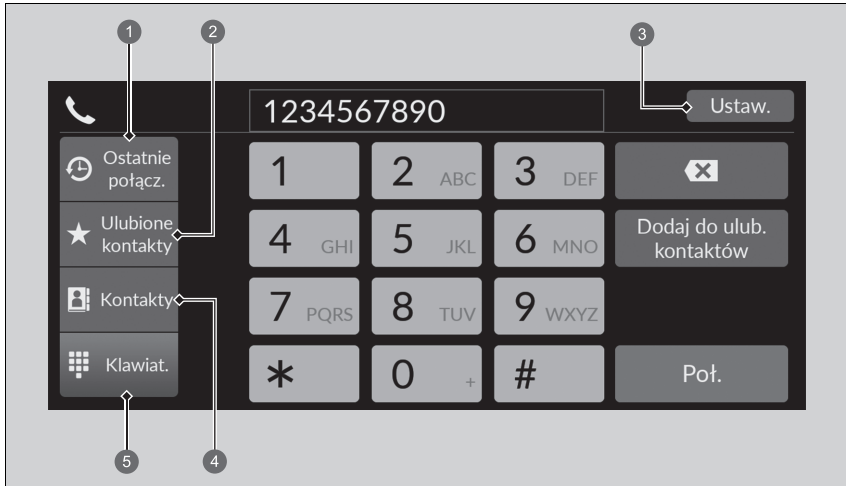 1
2
3
1234567890
Ustaw.
Ostatnie
połącz.
1
2 ABC
3 DEF
Ulubione
kontakty
4 GHI
5 JKL
6 MNO
Dodaj do ulub.
kontaktów
Kontakty
7 PQRS
8 TUV
9 WXYZ
Klawiat.
*
0 +
#
Poł.
5
4